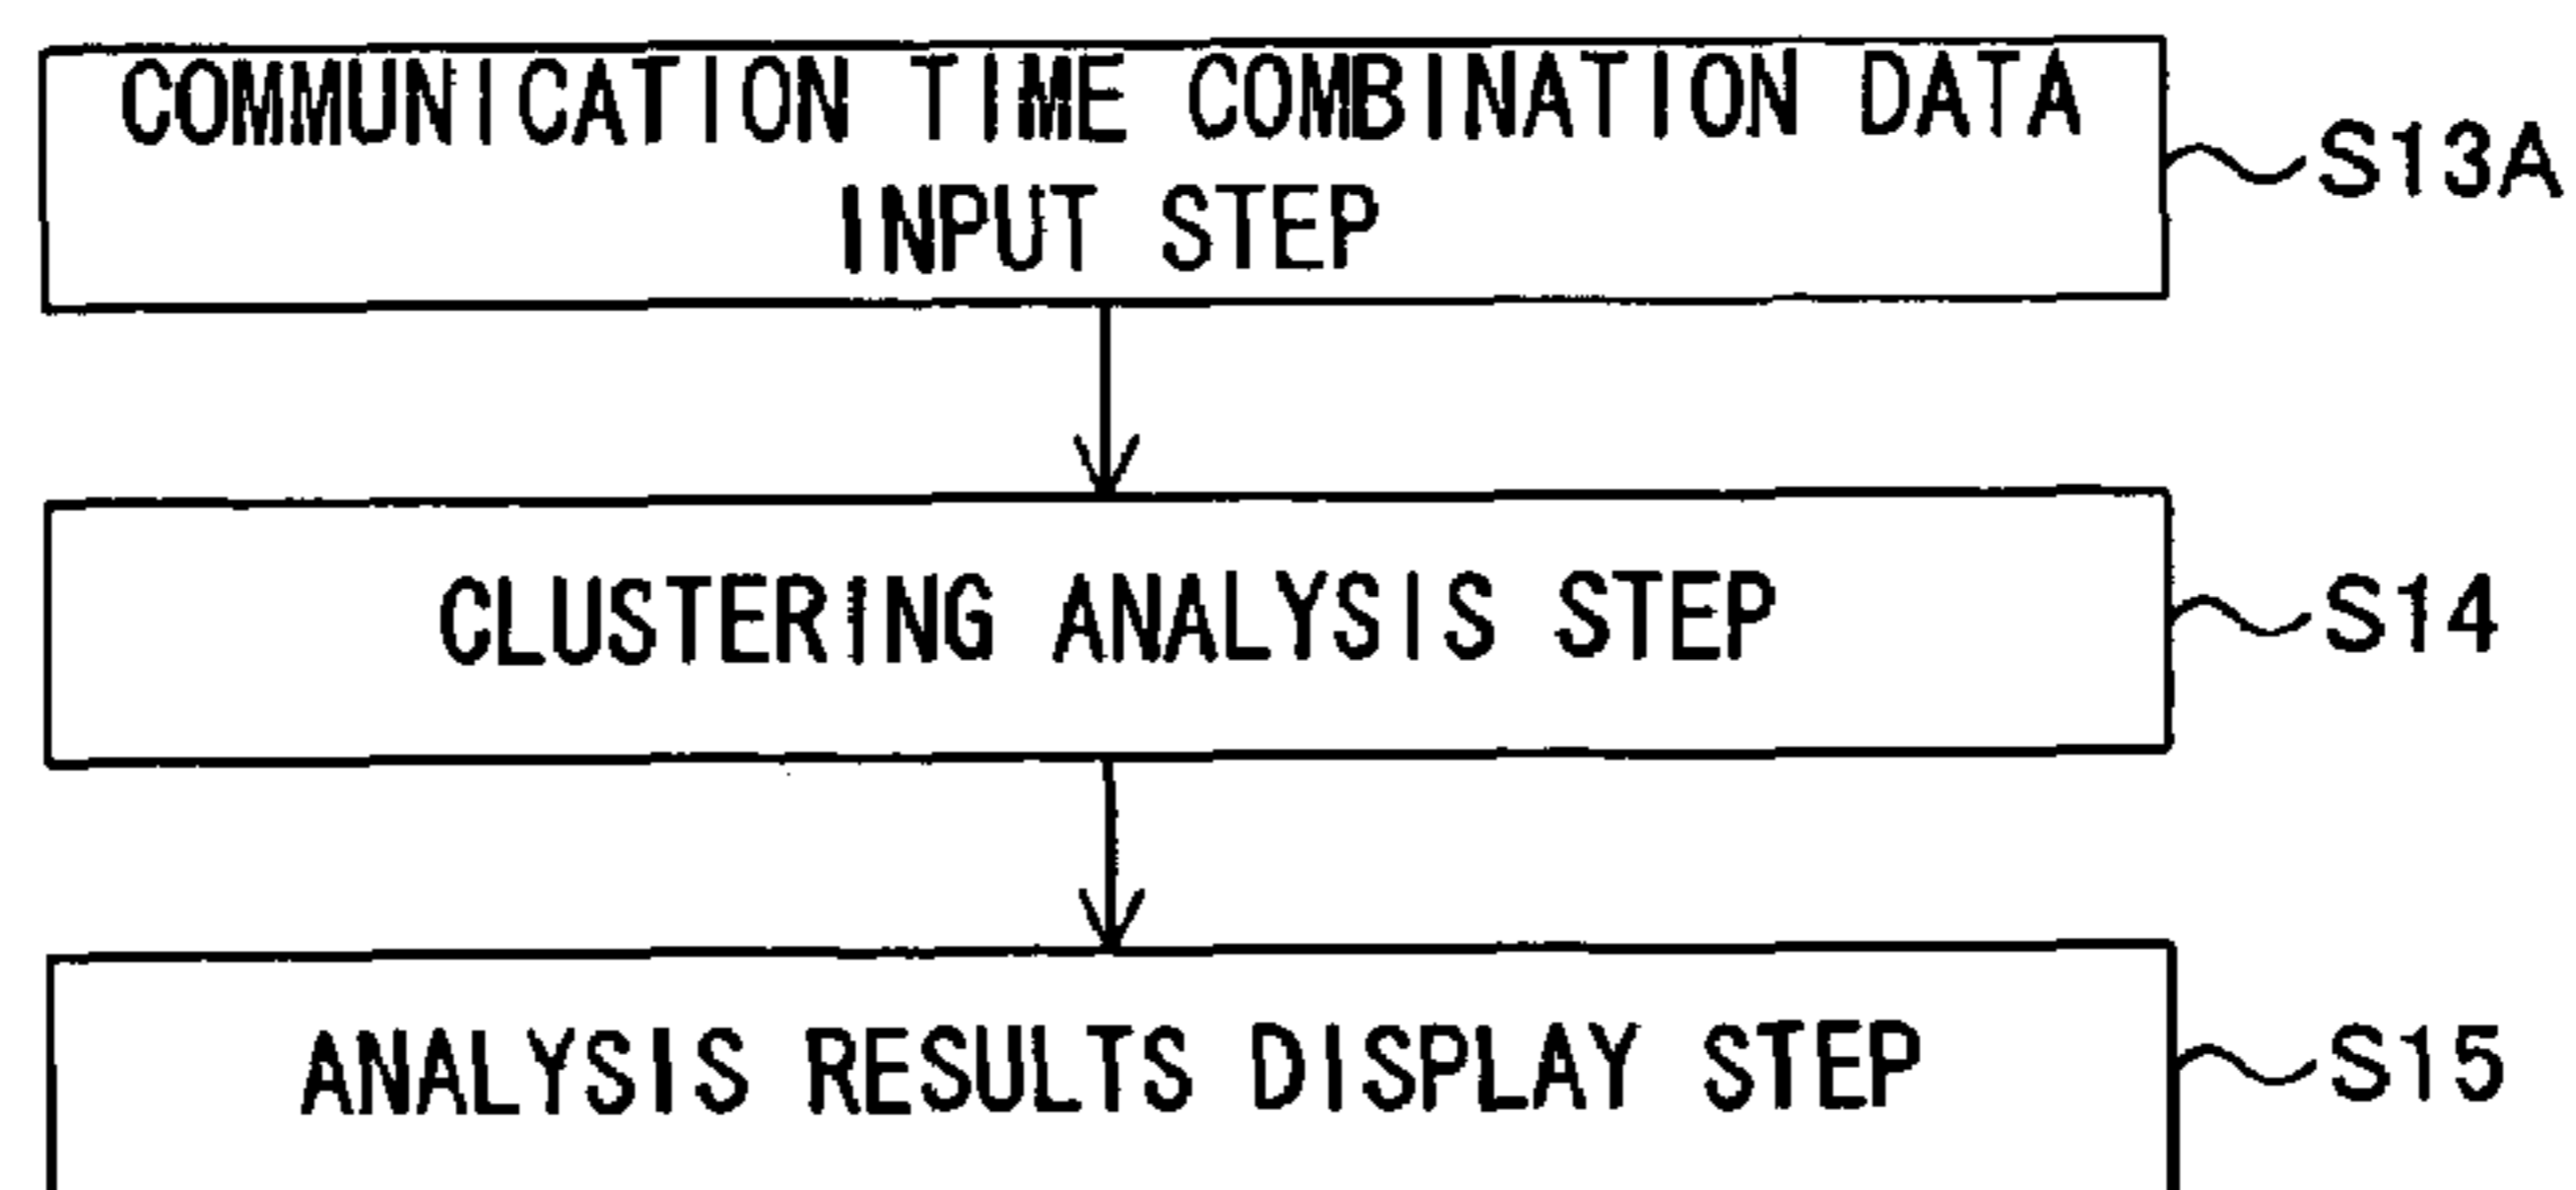 COMMUNICATION TIME COMBINATION DATA
INPUT STEP
S13A
CLUSTERING ANALYSIS STEP
S14
ANALYSIS RESULTS DISPLAY STEP
S15